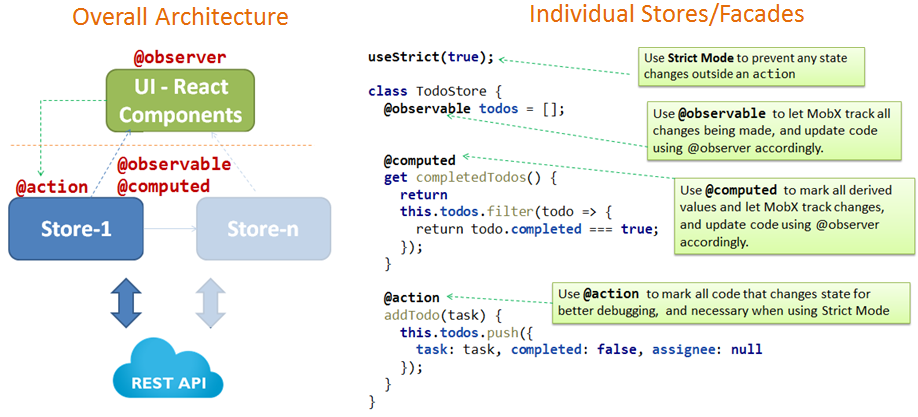 Overall Architecture
@observer
UI - React
Components
@observable
@computed
@action
Store-1
Store-n
REST API
Individual Stores/Facades
useStrict(true);
Use Strict Mode to prevent any state
changes outside an action
class TodoStore {
@observable todos = [];
Use @observable to let MobX track all
changes being made, and update code
using @observer accordingly.
@computed
get completedTodos() {
return
this.todos.filter(todo => {
return todo.completed === true;
});
}
Use @computed to mark all derived
values and let MobX track changes,
and update code using @observer
accordingly.
@action
addTodo(task) {
this.todos.push({
task: task, completed: false, assignee: null
});
}
}
Use @action to mark all code that changes state for
better debugging, and necessary when using Strict Mode